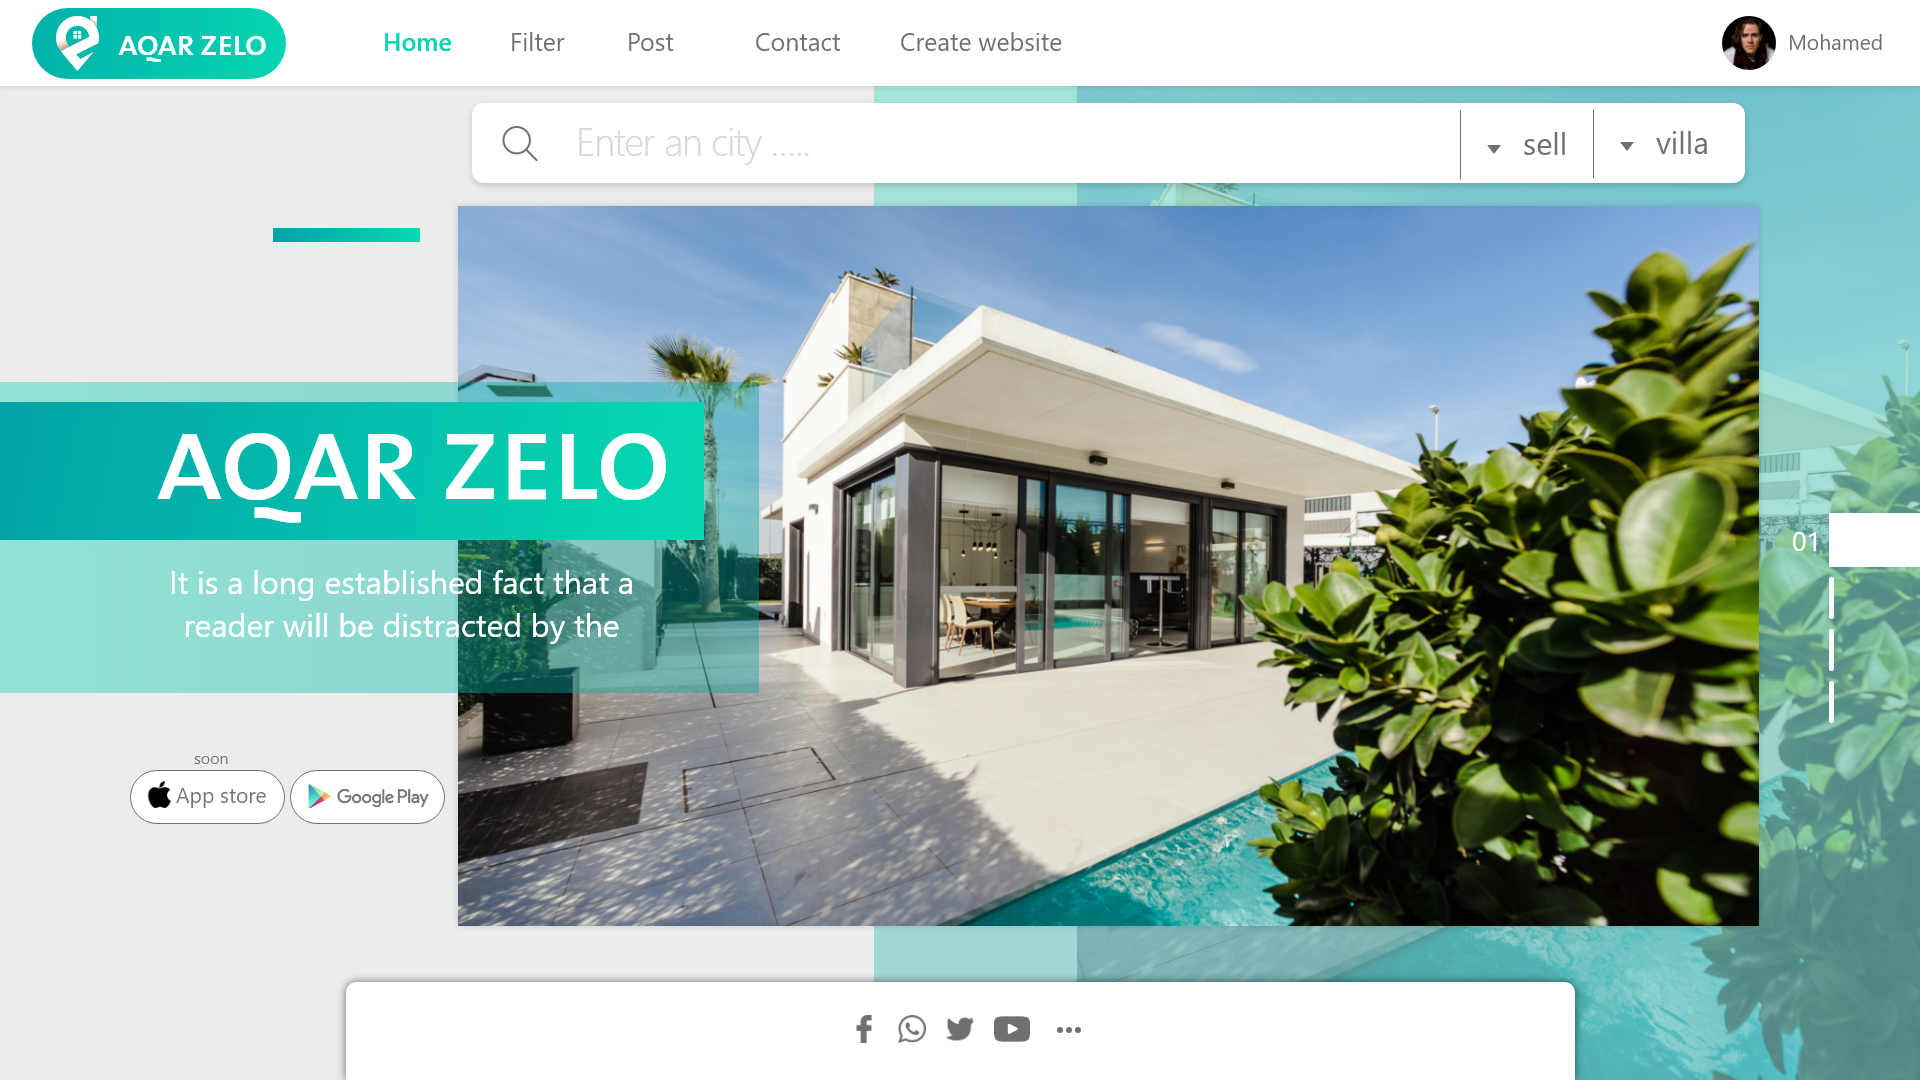 AQAR ZELO
Home
Filter
Post
Contact
Create website
Mohamed
Enter an city .....
sell
villa
AQAR ZELO
It is a long established fact that a
reader will be distracted by the
01
soon
App store
Google Play